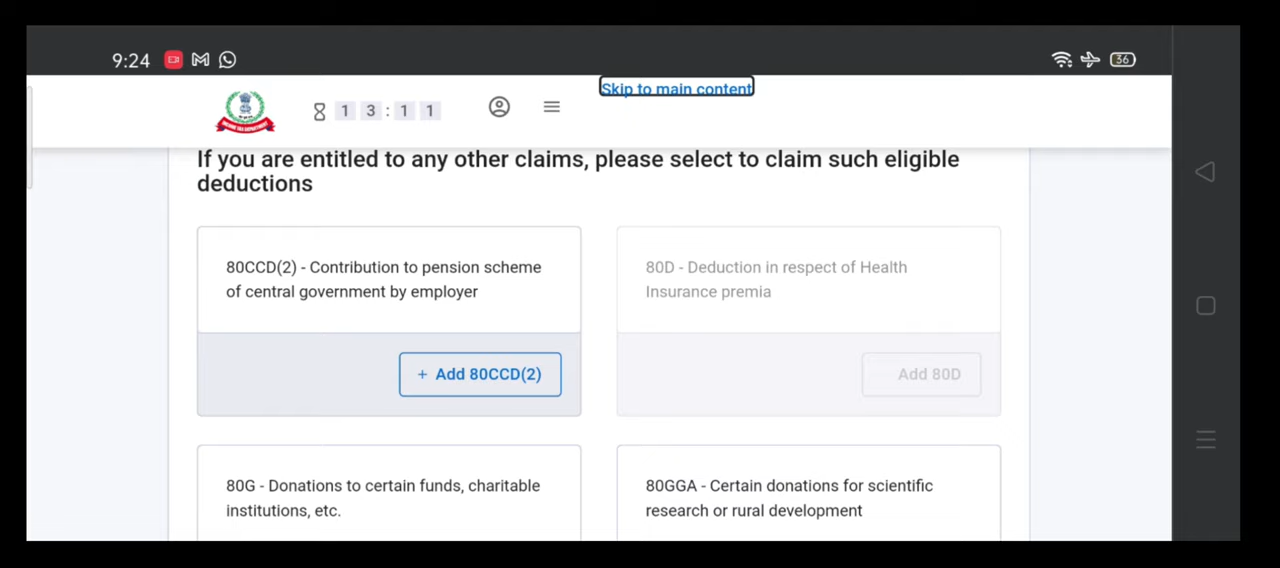 9:24
36
Skip to main content
1 3 : 1 1
If you are entitled to any other claims, please select to claim such eligible
deductions
80CCD(2) - Contribution to pension scheme
of central government by employer
+ Add 80CCD(2)
80D - Deduction in respect of Health
Insurance premia
Add 80D
80G - Donations to certain funds, charitable
institutions, etc.
80GGA - Certain donations for scientific
research or rural development